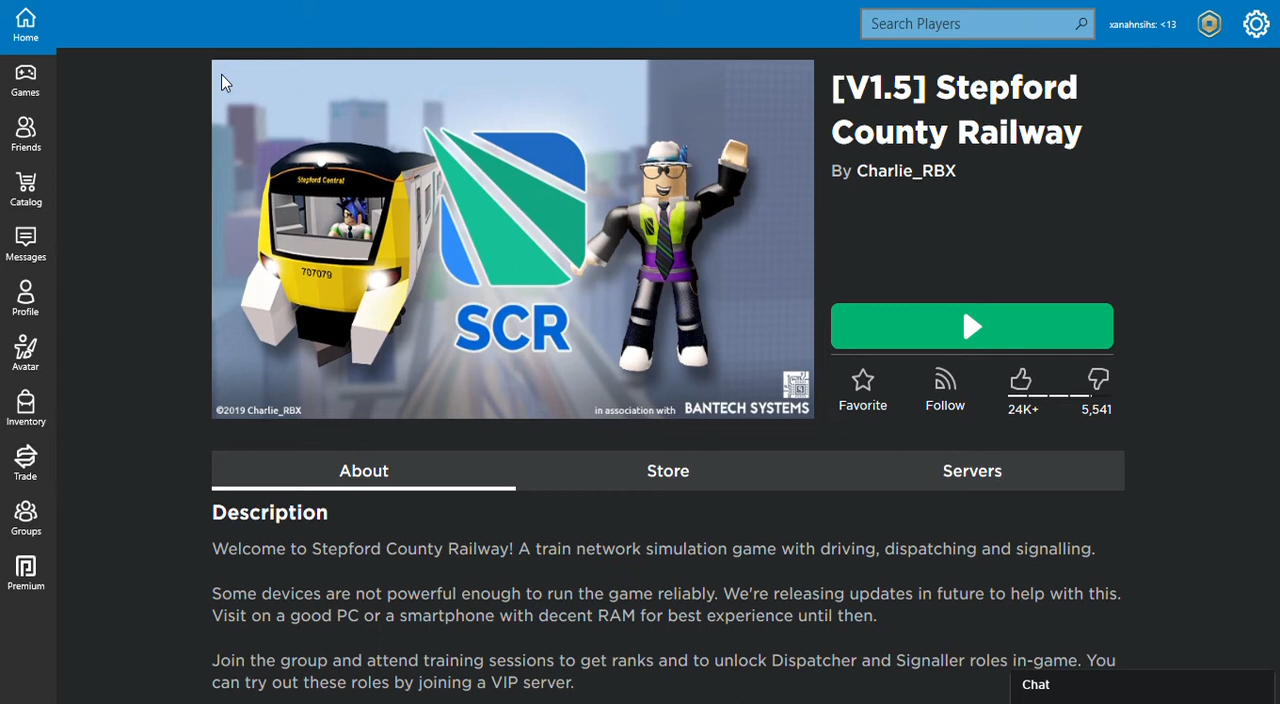 Home
Search Players
xanahnsihs: <13
Games
Friends
Catalog
Messages
Profile
Avatar
Inventory
Trade
Groups
Premium
Stepford Central
707079
SCR
©2019 Charlie_RBX
in association with BANTECH SYSTEMS
[V1.5] Stepford
County Railway
By Charlie_RBX
Favorite
Follow
24K+
5,541
About
Store
Servers
Description
Welcome to Stepford County Railway! A train network simulation game with driving, dispatching and signalling.
Some devices are not powerful enough to run the game reliably. We're releasing updates in future to help with this.
Visit on a good PC or a smartphone with decent RAM for best experience until then.
Join the group and attend training sessions to get ranks and to unlock Dispatcher and Signaller roles in-game. You
can try out these roles by joining a VIP server.
Chat